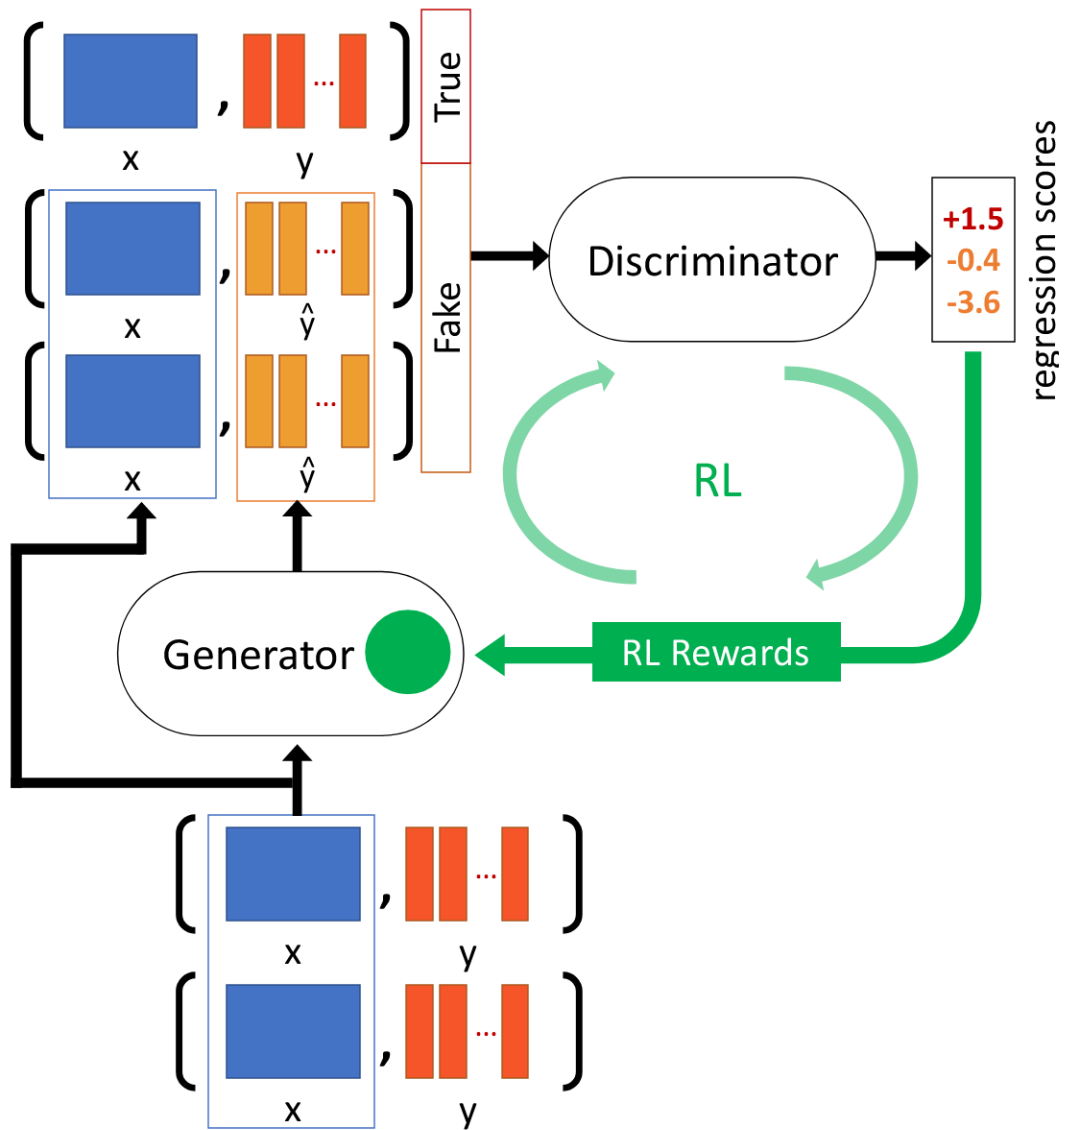 ,
...
x
y
True
,
...
x
ŷ
,
...
x
ŷ
Fake
Discriminator
+1.5
-0.4
-3.6
regression scores
RL
Generator
RL Rewards
,
...
x
y
,
...
x
y